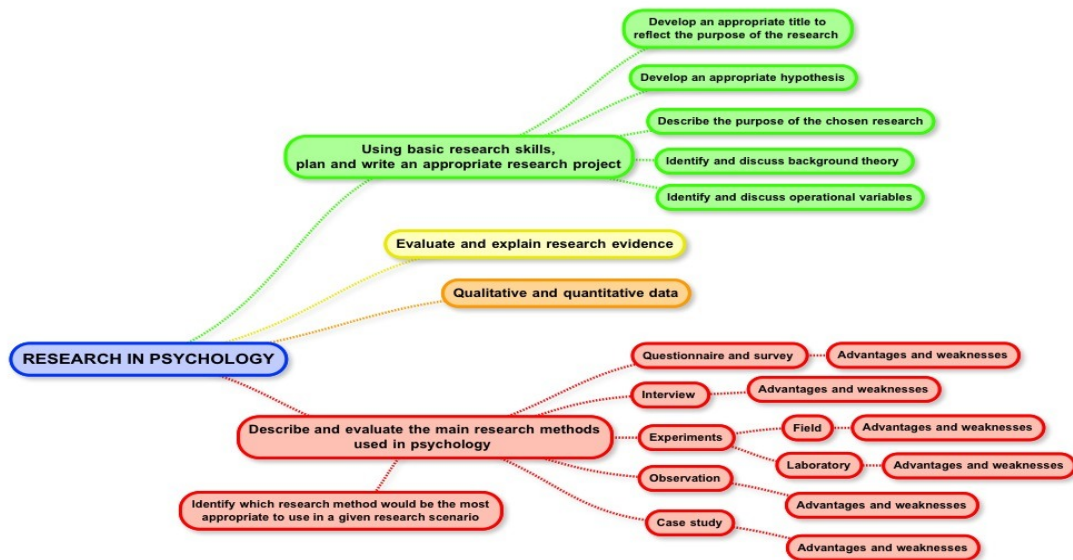 Develop an appropriate title to
reflect the purpose of the research
Develop an appropriate hypothesis
Describe the purpose of the chosen research
Using basic research skills,
plan and write an appropriate research project
Identify and discuss background theory
Identify and discuss operational variables
Evaluate and explain research evidence
Qualitative and quantitative data
RESEARCH IN PSYCHOLOGY
Questionnaire and survey
Advantages and weaknesses
Interview
Advantages and weaknesses
Describe and evaluate the main research methods
used in psychology
Experiments
Field
Advantages and weaknesses
Laboratory
Advantages and weaknesses
Observation
Advantages and weaknesses
Identify which research method would be the most
appropriate to use in a given research scenario
Case study
Advantages and weaknesses